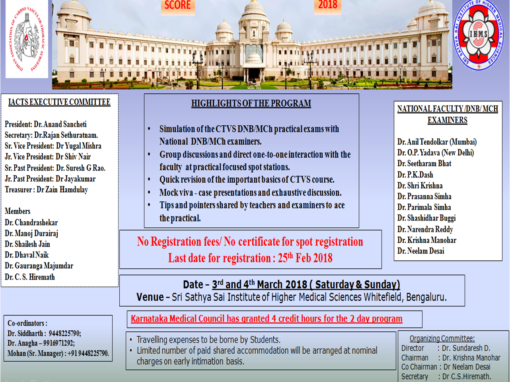 SCORE 2018
IACTS EXECUTIVE COMMITTEE
President: Dr. Anand Sancheti
Secretary: Dr.Rajan Sethuratnam.
Sr. Vice President: Dr Yugal Mishra
Jr. Vice President: Dr Shiv Nair
Sr. Past President: Dr. Suresh G Rao.
Jr. Past President: Dr Jayakumar
Treasurer : Dr Zain Hamdulay
Members
Dr. Chandrashekar
Dr. Manoj Durairaj
Dr. Shailesh Jain
Dr. Dhaval Naik
Dr. Gauranga Majumdar
Dr. C. S. Hiremath
HIGHLIGHTS OF THE PROGRAM
• Simulation of the CTVS DNB/MCh practical exams with
National DNB/MCh examiners.
• Group discussions and direct one-to-one interaction with the
faculty at practical focused spot stations.
• Quick revision of the important basics of CTVS course.
• Mock viva - case presentations and exhaustive discussion.
• Tips and pointers shared by teachers and examiners to ace
the practical.
NATIONAL FACULTY /DNB/ MCH
EXAMINERS
Dr. Anil Tendolkar (Mumbai)
Dr. O.P. Yadava (New Delhi)
Dr. Seetharam Bhat
Dr. P.K.Dash
Dr. Shri Krishna
Dr. Prasanna Simha
Dr. Parimala Simha
Dr. Shashidhar Buggi
Dr. Narendra Reddy
Dr. Krishna Manohar
Dr. Neelam Desai
No Registration fees/ No certificate for spot registration
Last date for registration : 25th Feb 2018
Date – 3rd and 4th March 2018 ( Saturday & Sunday)
Venue – Sri Sathya Sai Institute of Higher Medical Sciences Whitefield, Bengaluru.
Karnataka Medical Council has granted 4 credit hours for the 2 day program
Co-ordinators :
Dr. Siddharth : 9448225790;
Dr. Anagha – 9916971292;
Mohan (Sr. Manager) : +91 9448225790.
• Travelling expenses to be borne by Students.
• Limited number of paid shared accommodation will be arranged at nominal
charges on early intimation basis.
Organizing Committee:
Director : Dr. Sundaresh D.
Chairman : Dr. Krishna Manohar
Co Chairman : Dr Neelam Desai
Secretary : Dr C.S.Hiremath.
IHMS